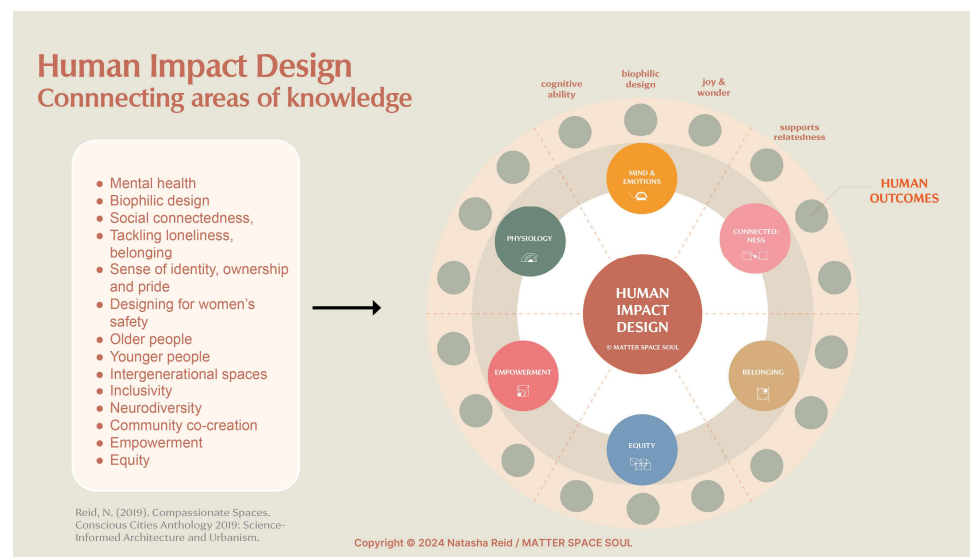 Human Impact Design
Connnecting areas of knowledge
● Mental health
● Biophilic design
● Social connectedness,
● Tackling loneliness,
belonging
● Sense of identity, ownership
and pride
● Designing for women's
safety
● Older people
● Younger people
● Intergenerational spaces
● Inclusivity
● Neurodiversity
● Community co-creation
● Empowerment
● Equity
Reid, N. (2019). Compassionate Spaces.
Conscious Cities Anthology 2019: Science-
Informed Architecture and Urbanism.
cognitive
ability
biophilic
design
joy &
wonder
supports
relatedness
HUMAN
OUTCOMES
MIND &
EMOTIONS
PHYSIOLOGY
CONNECTED-
NESS
HUMAN
IMPACT
DESIGN
© MATTER SPACE SOUL
EMPOWERMENT
BELONGING
EQUITY
Copyright © 2024 Natasha Reid / MATTER SPACE SOUL